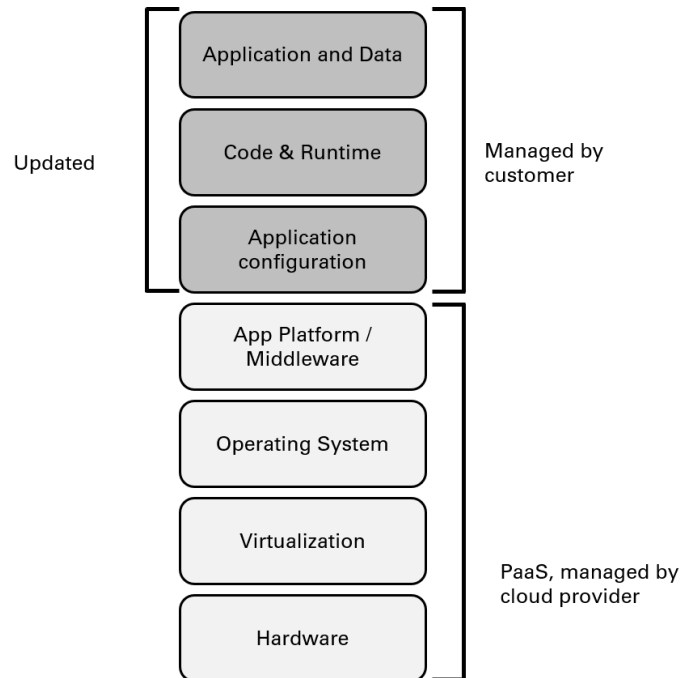 Application and Data
Updated
Code & Runtime
Managed by
customer
Application
configuration
App Platform /
Middleware
Operating System
Virtualization
PaaS, managed by
cloud provider
Hardware